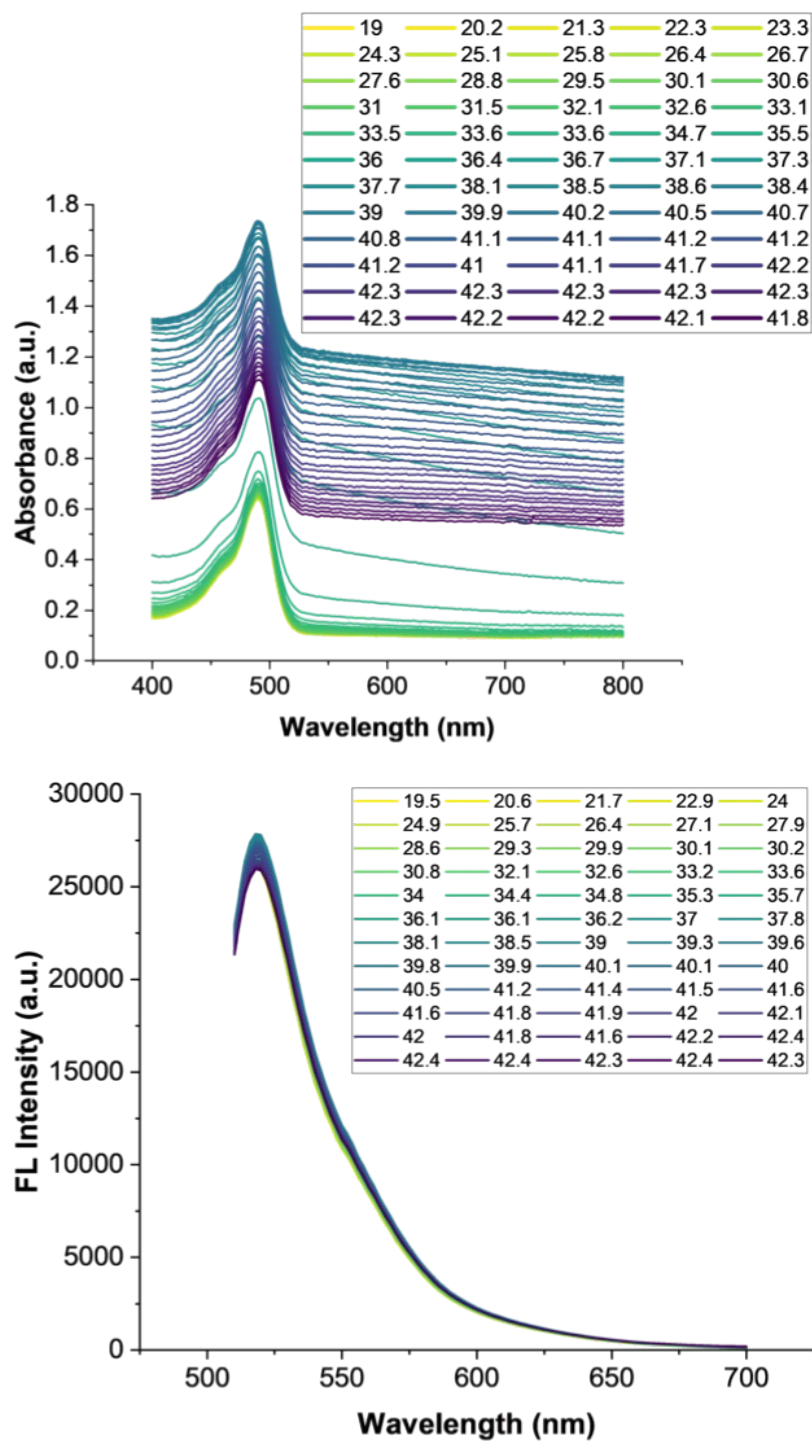 19 20.2 21.3 22.3 23.3
24.3 25.1 25.8 26.4 26.7
27.6 28.8 29.5 30.1 30.6
31 31.5 32.1 32.6 33.1
33.5 33.6 33.6 34.7 35.5
36 36.4 36.7 37.1 37.3
37.7 38.1 38.5 38.6 38.4
39 39.9 40.2 40.5 40.7
40.8 41.1 41.1 41.2 41.2
41.2 41 41.1 41.7 42.2
42.3 42.3 42.3 42.3 42.3
42.3 42.2 42.2 42.1 41.8
1.8
1.6
1.4
1.2
1.0
0.8
0.6
0.4
0.2
0.0
Absorbance (a.u.)
400 500 600 700 800
Wavelength (nm)
19.5 20.6 21.7 22.9 24
24.9 25.7 26.4 27.1 27.9
28.6 29.3 29.9 30.1 30.2
30.8 32.1 32.6 33.2 33.6
34 34.4 34.8 35.3 35.7
36.1 36.1 36.2 37 37.8
38.1 38.5 39 39.3 39.6
39.8 39.9 40.1 40.1 40
40.5 41.2 41.4 41.5 41.6
41.6 41.8 41.9 42 42.1
42 41.8 41.6 42.2 42.4
42.4 42.4 42.3 42.4 42.3
30000
25000
20000
15000
10000
5000
0
FL Intensity (a.u.)
500 550 600 650 700
Wavelength (nm)